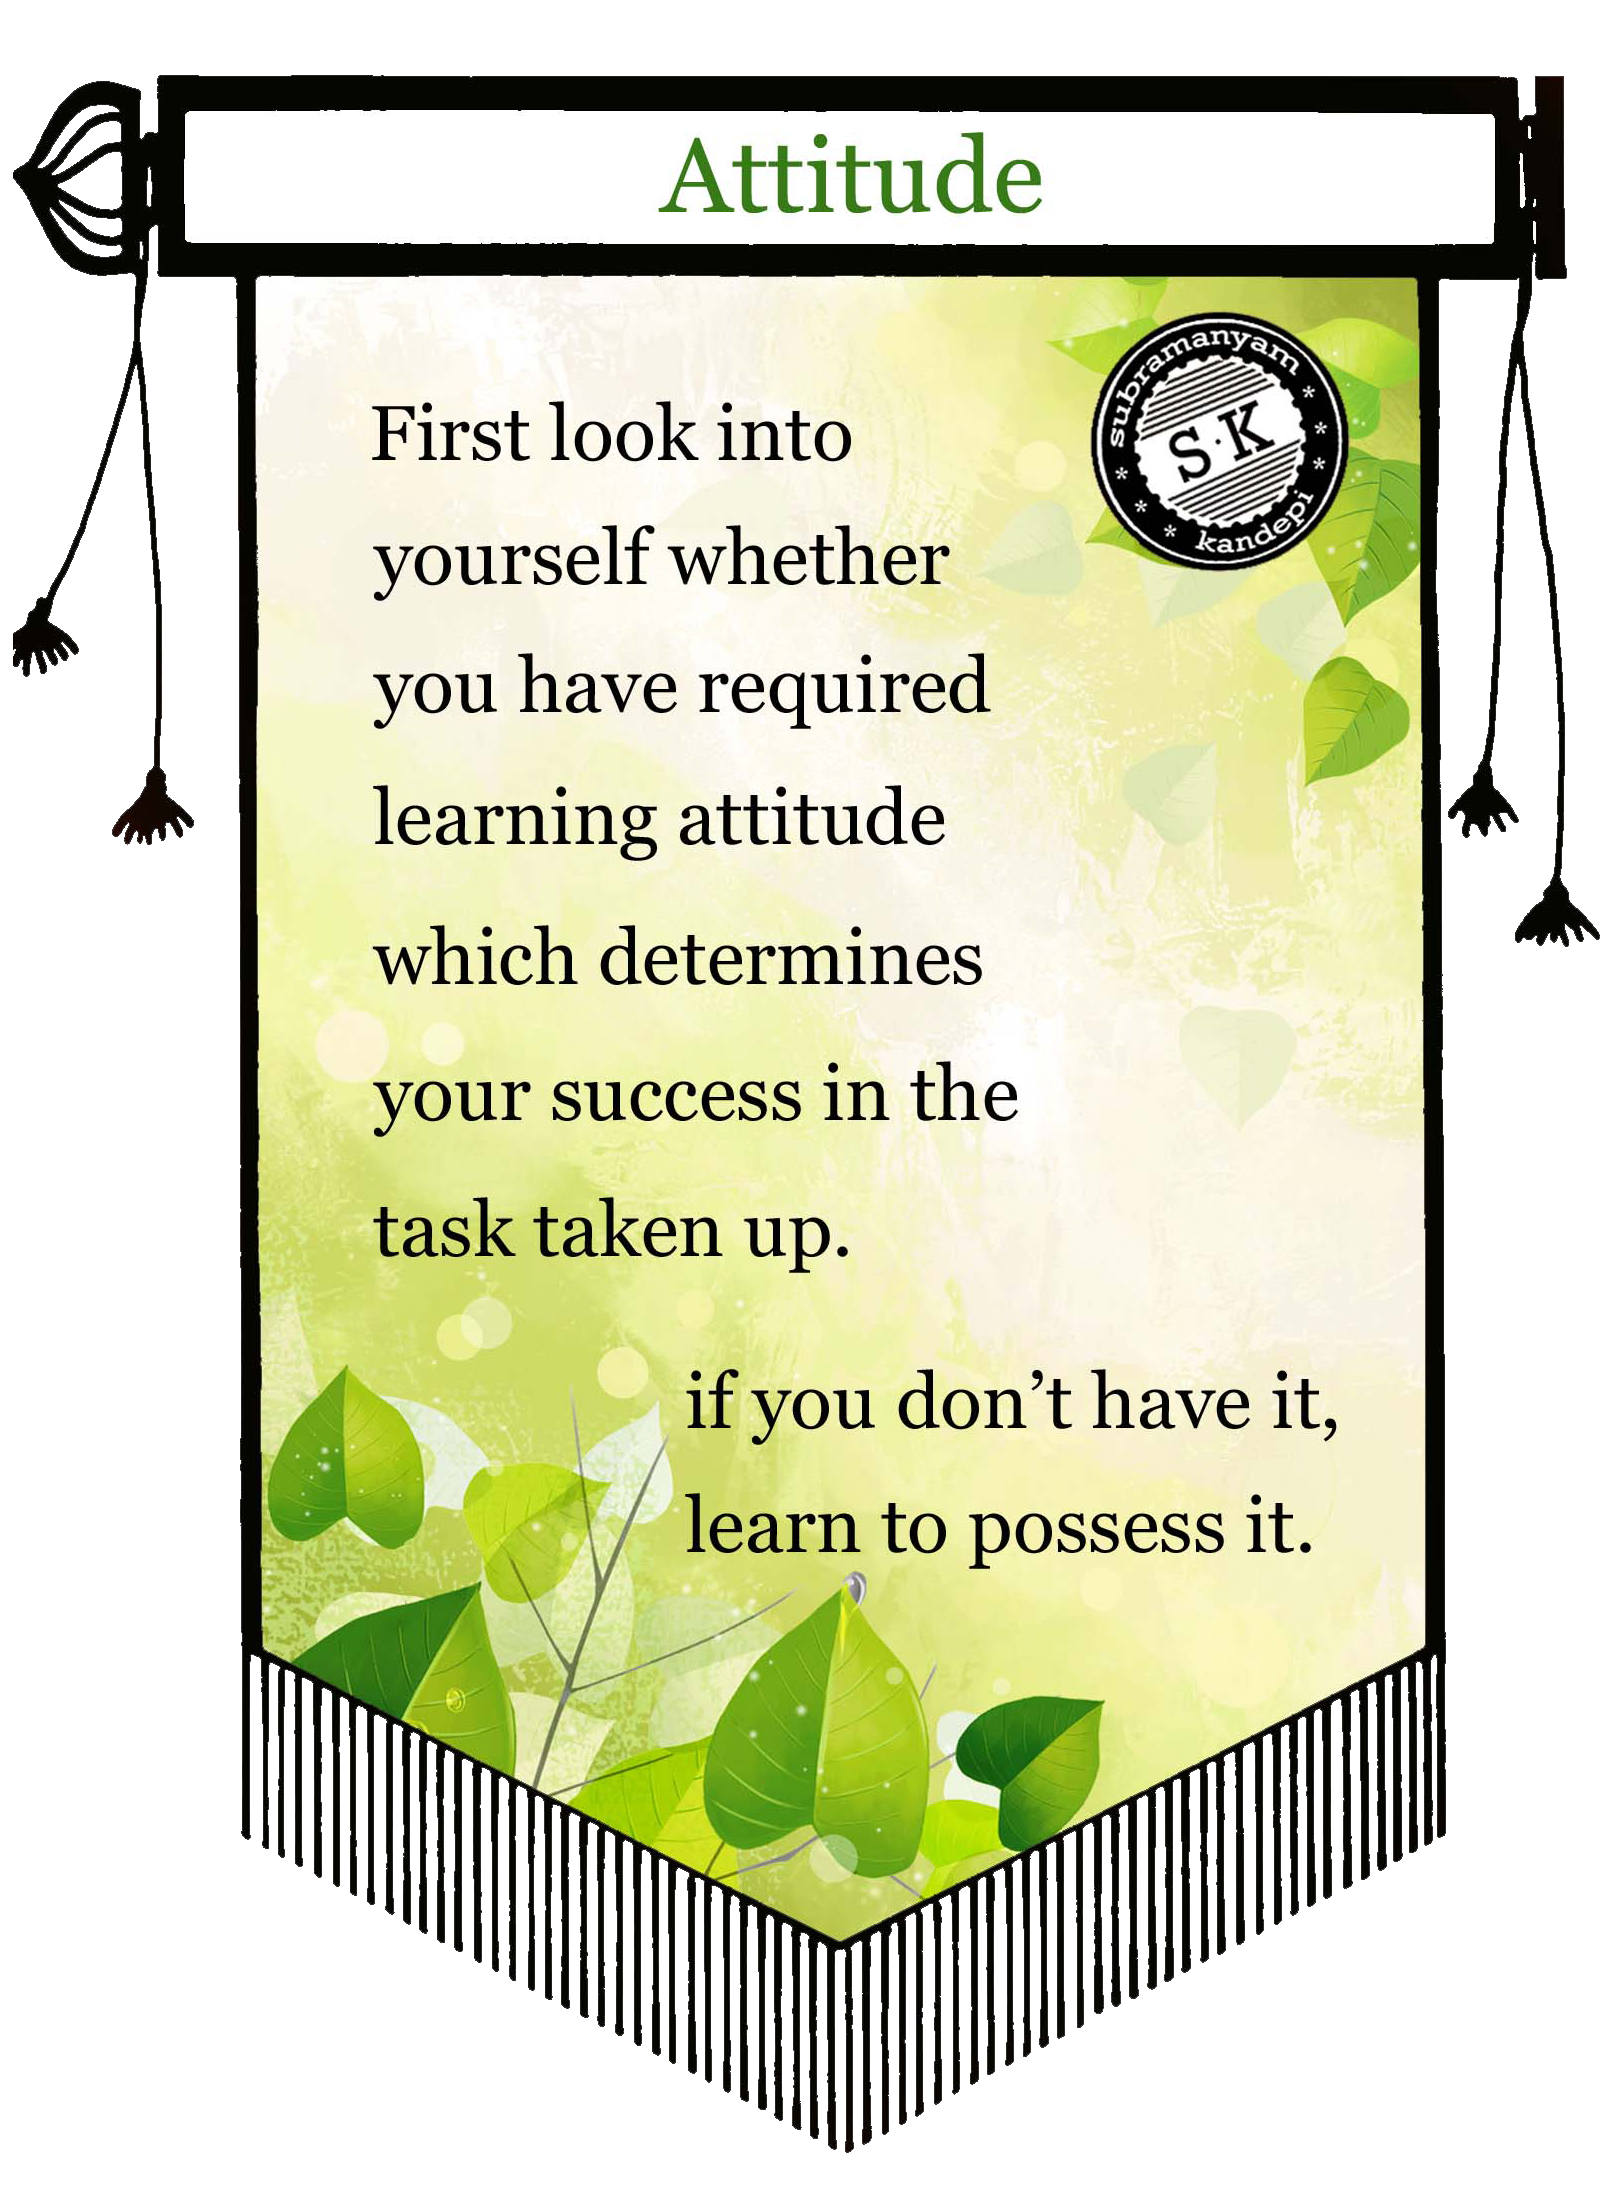 Attitude
subramanyam
S·K
kandepi
First look into
yourself whether
you have required
learning attitude
which determines
your success in the
task taken up.
if you don’t have it,
learn to possess it.